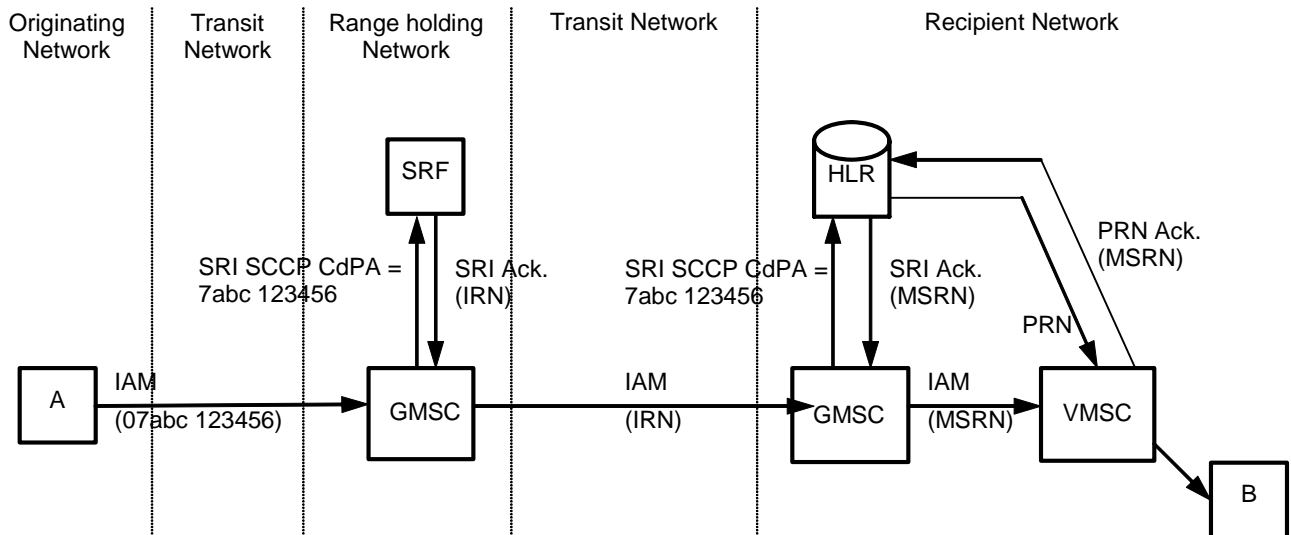 Originating
Network
Transit
Network
Range holding
Network
Transit Network
Recipient Network
SRF
HLR
SRI SCCP CdPA =
7abc 123456
SRI Ack.
(IRN)
SRI SCCP CdPA =
7abc 123456
SRI Ack.
(MSRN)
PRN Ack.
(MSRN)
PRN
A
IAM
(07abc 123456)
GMSC
IAM
(IRN)
GMSC
IAM
(MSRN)
VMSC
B